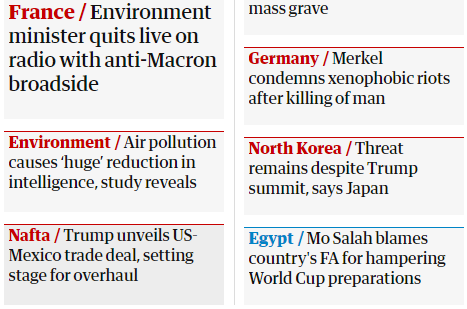 France / Environment
minister quits live on
radio with anti-Macron
broadside
Environment / Air pollution
causes ‘huge’ reduction in
intelligence, study reveals
Nafta / Trump unveils US-
Mexico trade deal, setting
stage for overhaul
mass grave
Germany / Merkel
condemns xenophobic riots
after killing of man
North Korea / Threat
remains despite Trump
summit, says Japan
Egypt / Mo Salah blames
country's FA for hampering
World Cup preparations